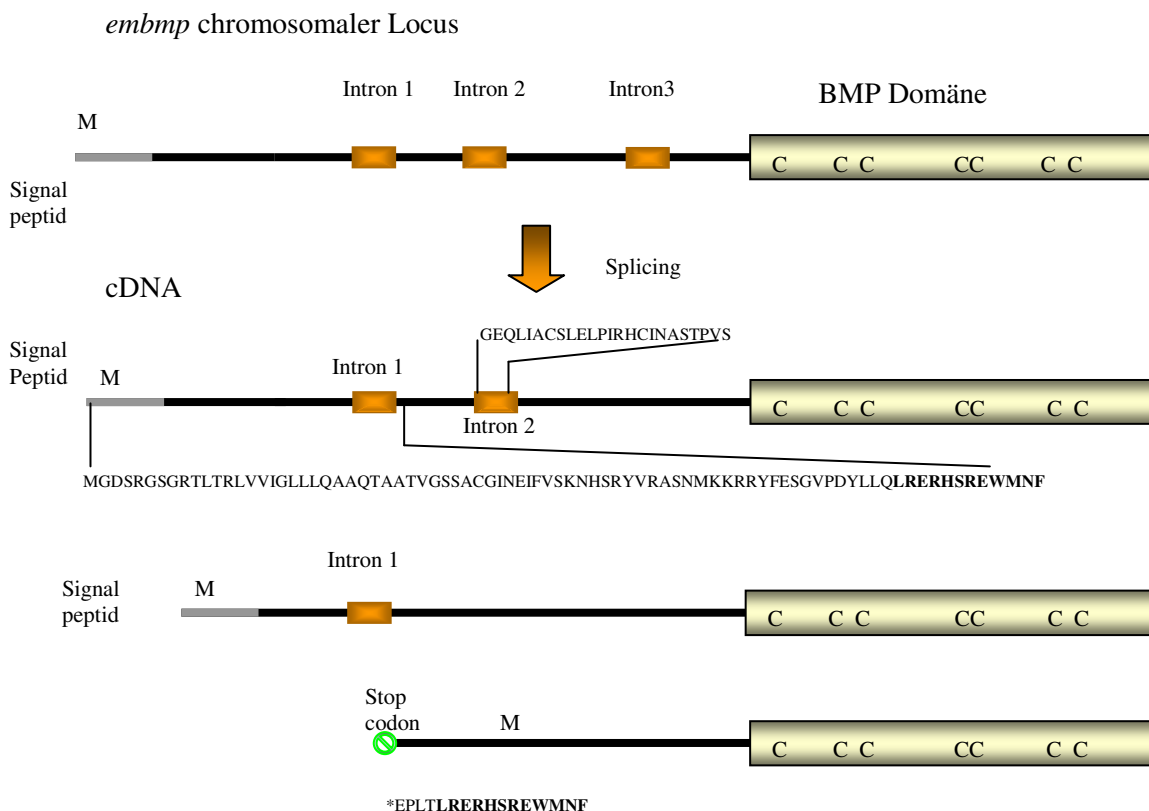 embmp chromosomaler Locus
Intron 1
Intron 2
Intron3
BMP Domäne
M
C C C CC C C
Signal
peptid
Splicing
cDNA
GEQLIACSLELPIRHCINASTPVS
Signal
Peptid
M
Intron 1
Intron 2
C C C CC C C
MGDSRGSGRTLTRLVVIGLLLQAAQTAATVGSSACGINEIFVSKNHSRYVRASNMKKRRYFESGVPDYLLQLRERHSREWMNF
Intron 1
Signal
peptid
M
C C C CC C C
Stop
codon
M
C C C CC C C
*EPLTLRERHSREWMNF